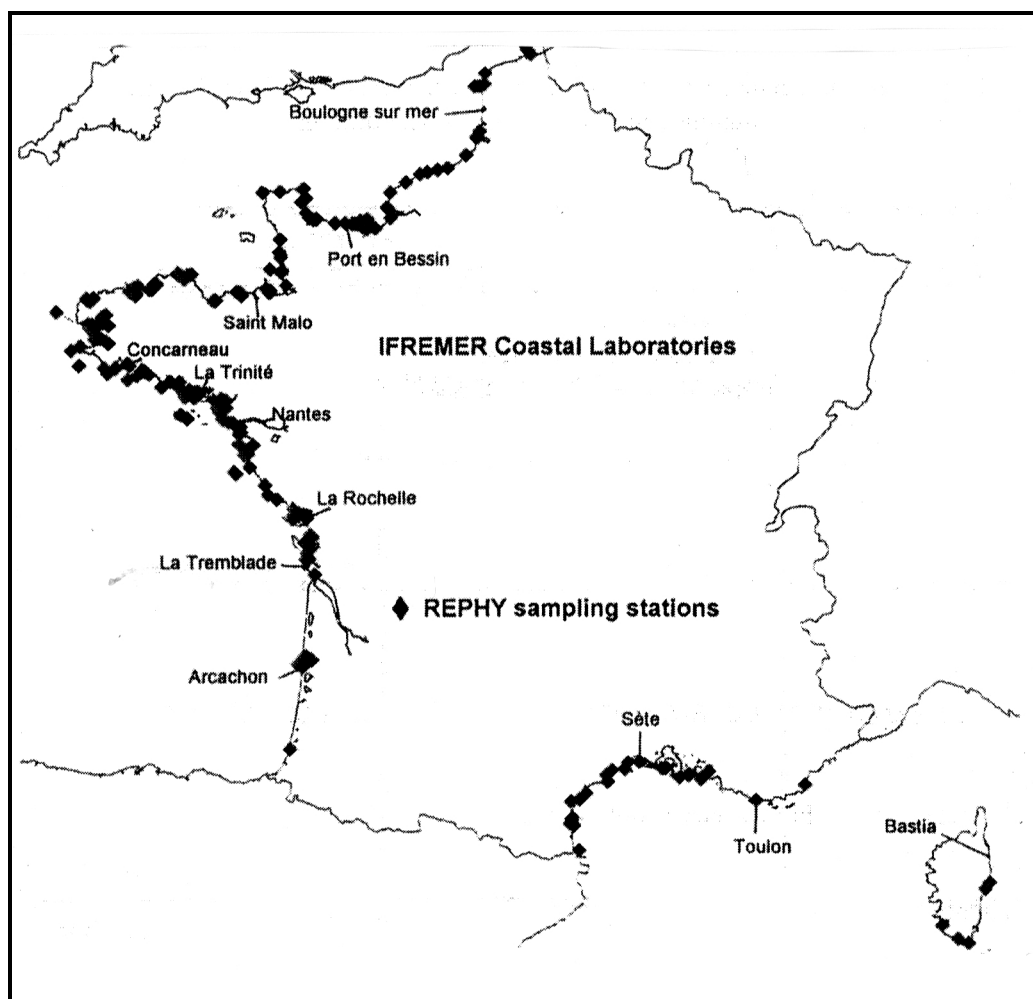 Boulogne sur mer
Port en Bessin
Saint Malo
IFREMER Coastal Laboratories
Concarneau
La Trinité
Nantes
La Rochelle
La Tremblade
REPHY sampling stations
Arcachon
Sète
Toulon
Bastia